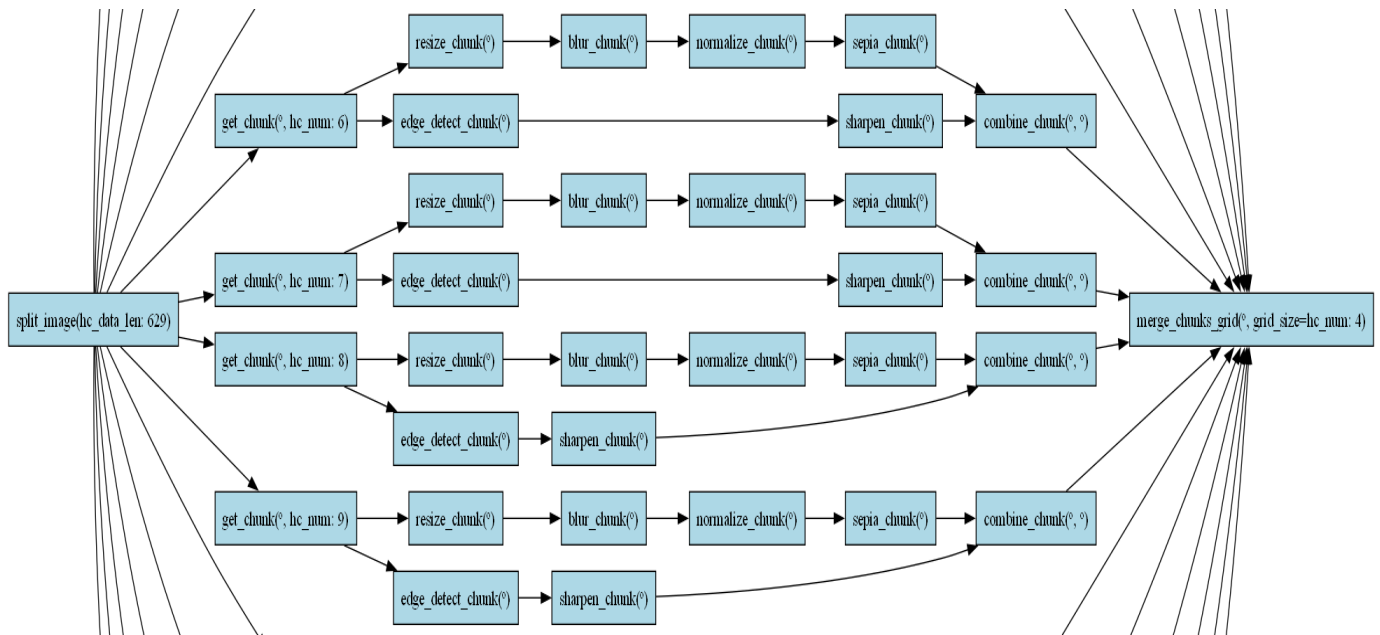 resize_chunk(°)
blur_chunk(°)
normalize_chunk(°)
sepia_chunk(°)
get_chunk(°, hc_num: 6)
edge_detect_chunk(°)
sharpen_chunk(°)
combine_chunk(°, °)
resize_chunk(°)
blur_chunk(°)
normalize_chunk(°)
sepia_chunk(°)
get_chunk(°, hc_num: 7)
edge_detect_chunk(°)
sharpen_chunk(°)
combine_chunk(°, °)
split_image(hc_data_len: 629)
merge_chunks_grid(°, grid_size=hc_num: 4)
get_chunk(°, hc_num: 8)
resize_chunk(°)
blur_chunk(°)
normalize_chunk(°)
sepia_chunk(°)
combine_chunk(°, °)
edge_detect_chunk(°)
sharpen_chunk(°)
get_chunk(°, hc_num: 9)
resize_chunk(°)
blur_chunk(°)
normalize_chunk(°)
sepia_chunk(°)
combine_chunk(°, °)
edge_detect_chunk(°)
sharpen_chunk(°)